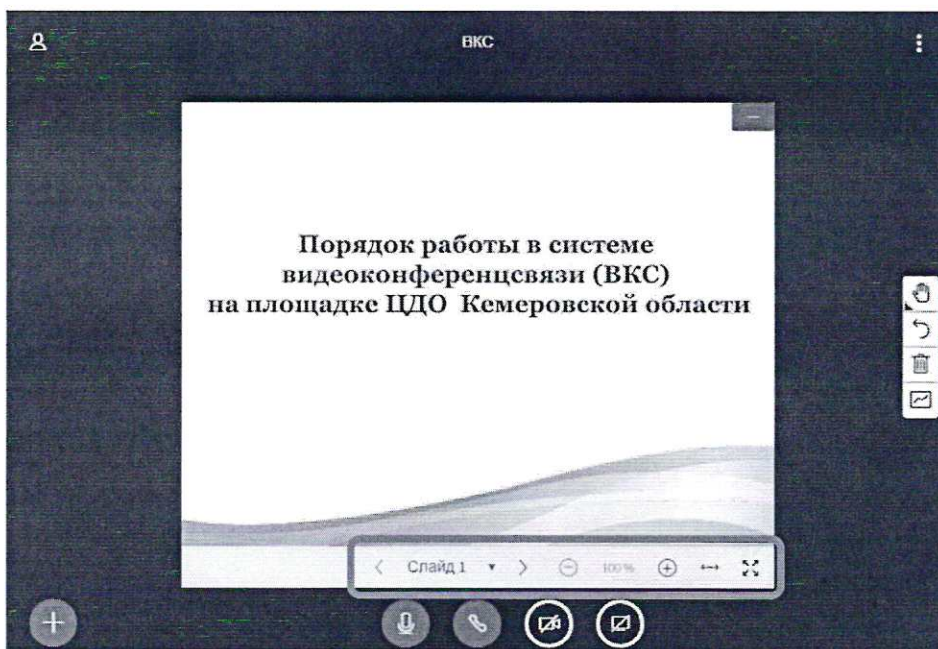 ВКС
Порядок работы в системе
видеоконференцсвязи (ВКС)
на площадке ЦДО Кемеровской области
Слайд 1
100%